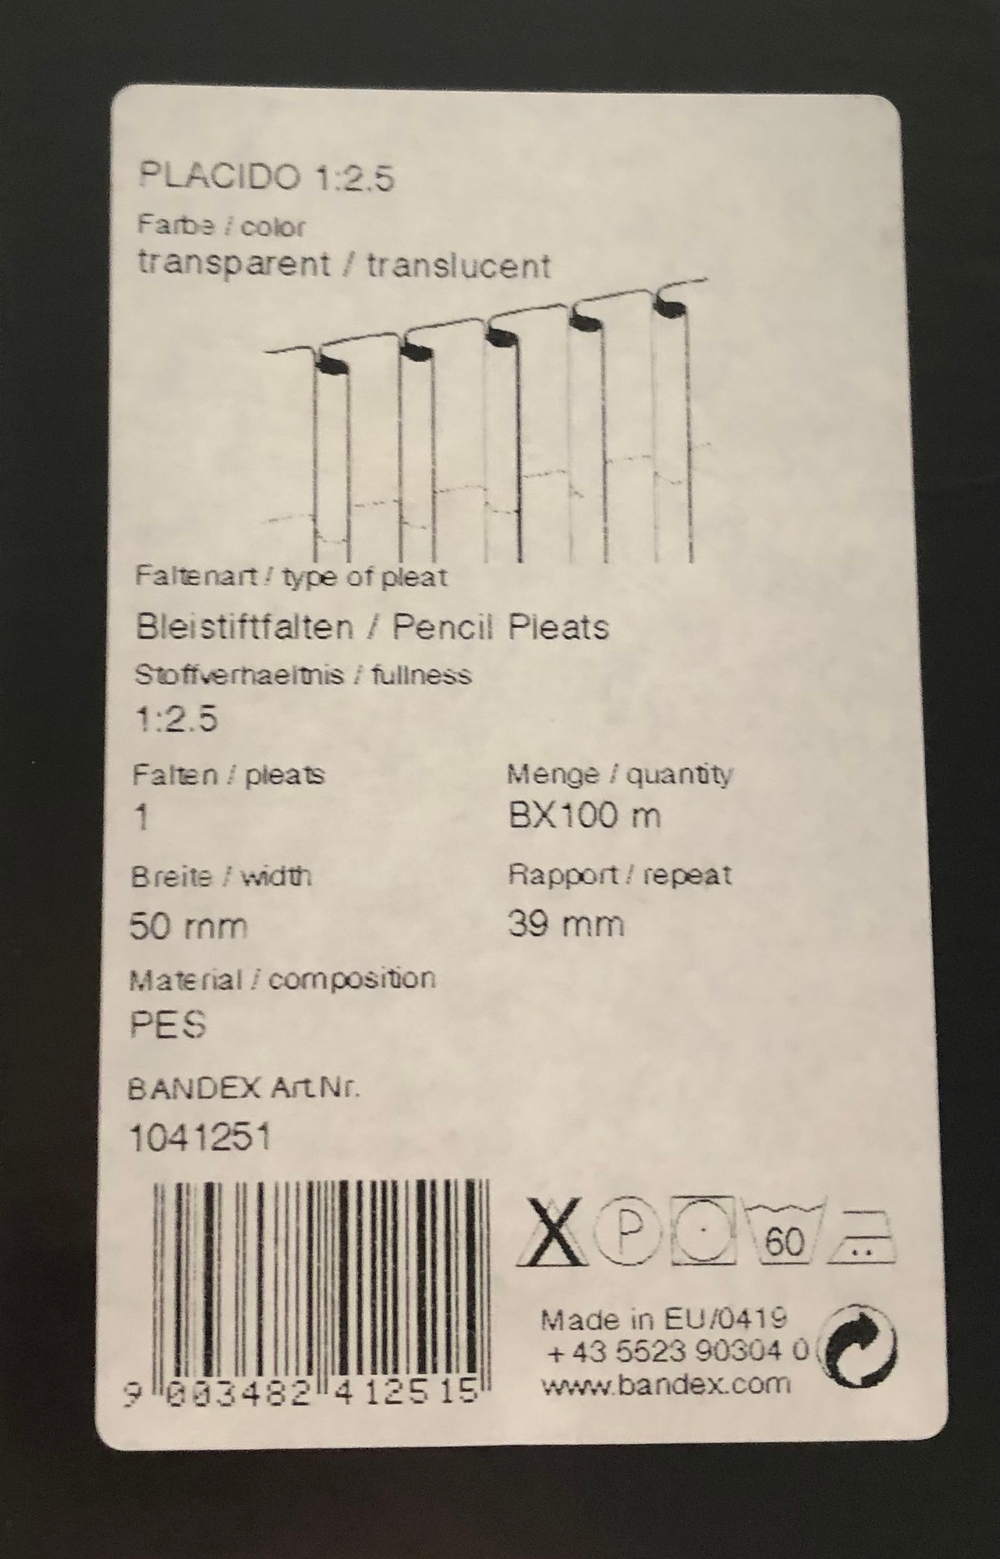 PLACIDO 1:2.5
Farbe / color
transparent / translucent
Faltenart / type of pleat
Bleistiftfalten / Pencil Pleats
Stoffverhaeltnis / fullness
1:2.5
Falten / pleats
1
Menge / quantity
BX100 m
Breite / width
50 mm
Rapport / repeat
39 mm
Material / composition
PES
BANDEX Art.Nr.
1041251
P
60
Made in EU/0419
+ 43 5523 90304 0
www.bandex.com
9 003482 412515